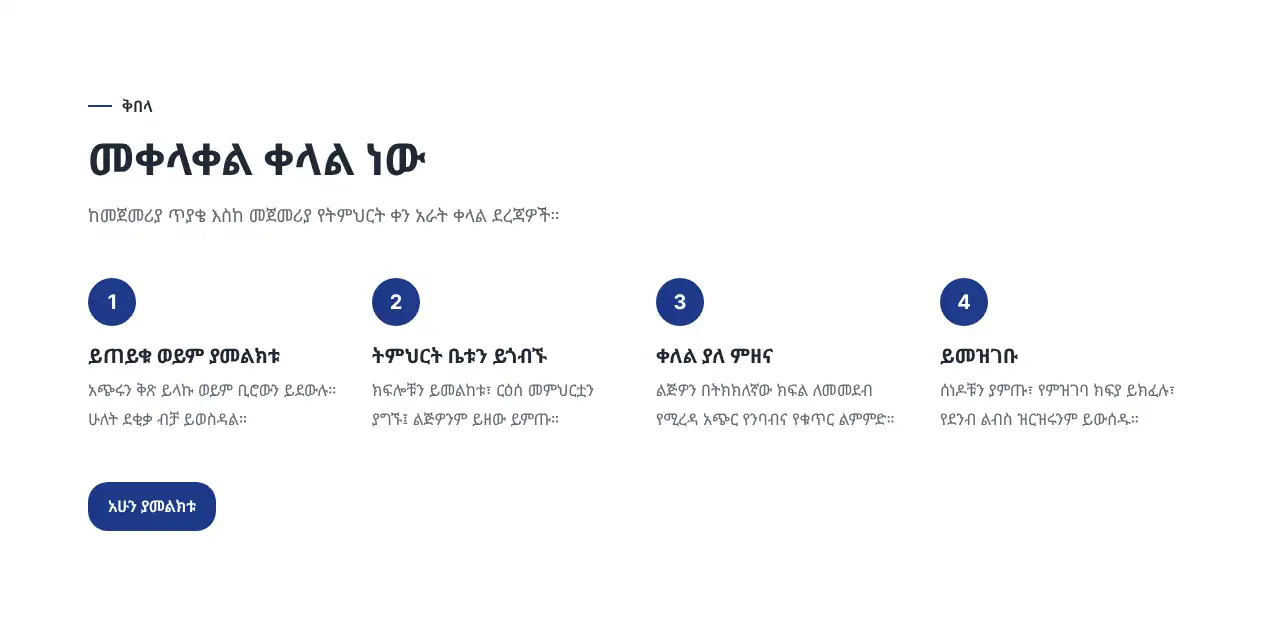 ቅበላ
መቀላቀል ቀላል ነው
ከመጀመሪያ ጥያቄ እስከ መጀመሪያ የትምህርት ቀን አራት ቀላል ደረጃዎች።
1
ይጠይቁ ወይም ያመልክቱ
አጭሩን ቅጽ ይላኩ ወይም ቢሮውን ይደውሉ።
ሁለት ደቂቃ ብቻ ይወስዳል።
2
ትምህርት ቤቱን ይጎብኙ
ክፍሎቹን ይመልከቱ፣ ርዕሰ መምህርቷን
ያግኙ፤ ልጅዎንም ይዘው ይምጡ።
3
ቀለል ያለ ምዘና
ልጅዎን በትክክለኛው ክፍል ለመመደብ
የሚረዳ አጭር የንባብና የቁጥር ልምምድ።
4
ይመዝገቡ
ሰነዶቹን ያምጡ፣ የምዝገባ ክፍያ ይክፈሉ፣
የደንብ ልብስ ዝርዝሩንም ይውሰዱ።
አሁን ያመልክቱ